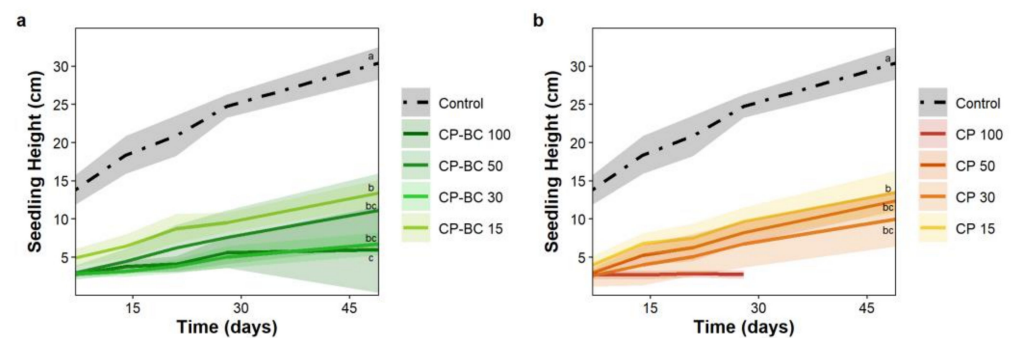 a
Seedling Height (cm)
30
25
20
15
10
5
a
b
bc
bc
c
15
30
45
Time (days)
Control
CP-BC 100
CP-BC 50
CP-BC 30
CP-BC 15
b
Seedling Height (cm)
30
25
20
15
10
5
a
b
bc
bc
15
30
45
Time (days)
Control
CP 100
CP 50
CP 30
CP 15